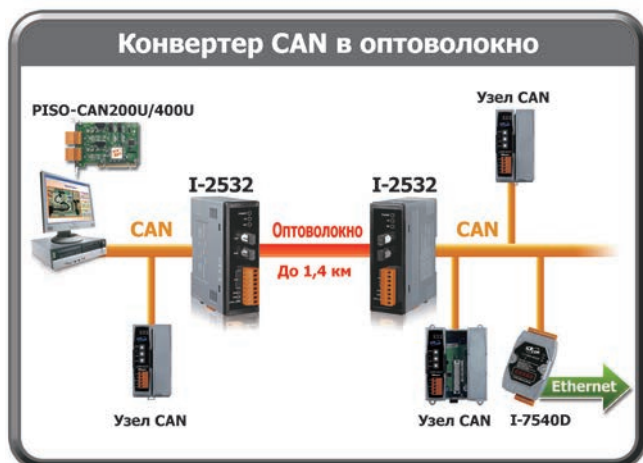 Конвертер CAN в оптоволокно
PISO-CAN200U/400U
Узел CAN
I-2532
I-2532
CAN
Оптоволокно
CAN
До 1,4 км
Узел CAN
Узел CAN
I-7540D
Ethernet